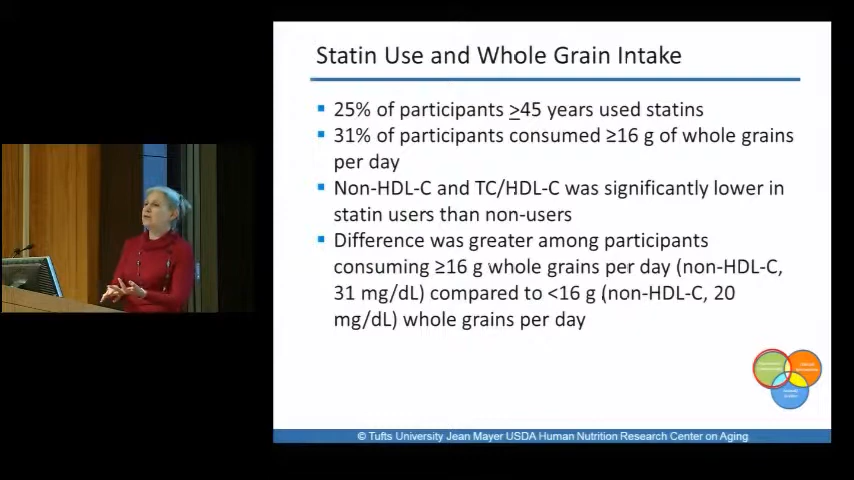 Statin Use and Whole Grain Intake
25% of participants ≥45 years used statins
31% of participants consumed ≥16 g of whole grains
per day
Non-HDL-C and TC/HDL-C was significantly lower in
statin users than non-users
Difference was greater among participants
consuming ≥16 g whole grains per day (non-HDL-C,
31 mg/dL) compared to <16 g (non-HDL-C, 20
mg/dL) whole grains per day
© Tufts University Jean Mayer USDA Human Nutrition Research Center on Aging